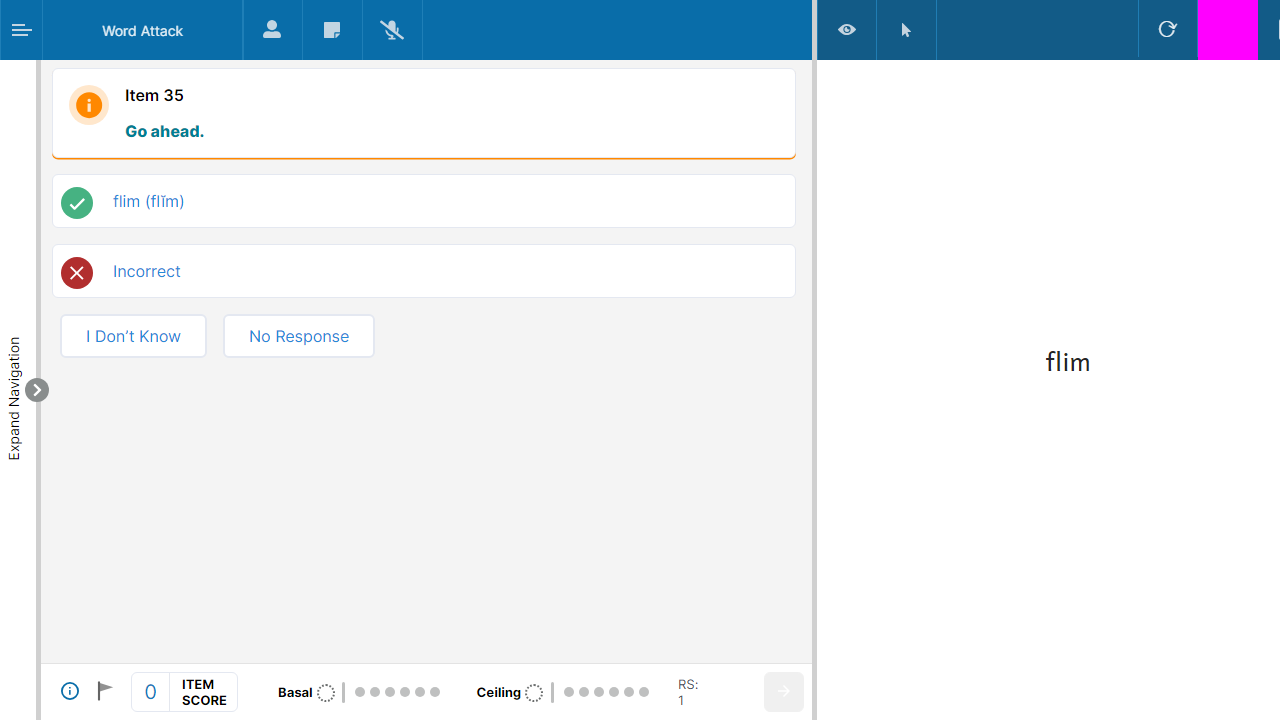 Word Attack
Item 35
Go ahead.
flim (flĭm)
Incorrect
I Don’t Know
No Response
Expand Navigation
flim
0
ITEM
SCORE
Basal
Ceiling
RS:
1